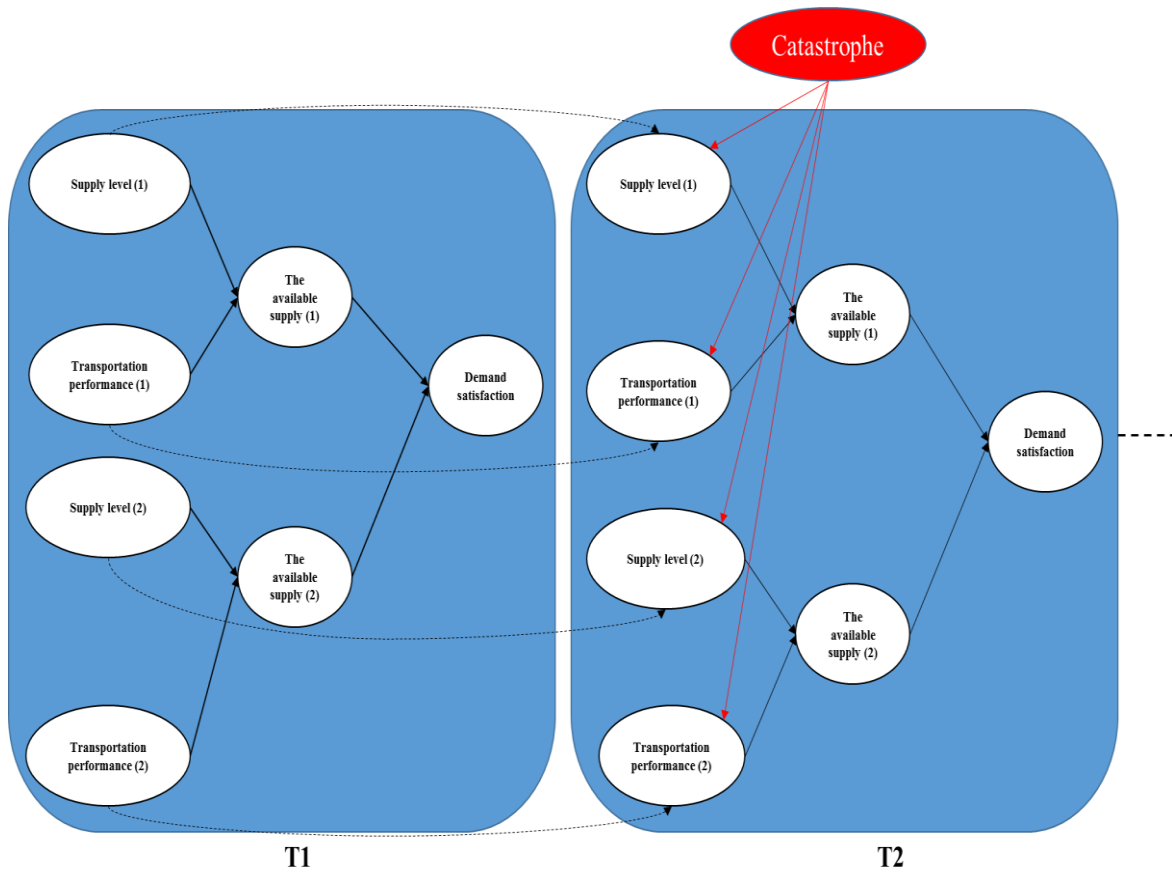 Catastrophe
Supply level (1)
The
available
supply (1)
Transportation
performance (1)
Demand
satisfaction
Supply level (2)
The
available
supply (2)
Transportation
performance (2)
T1
Supply level (1)
The
available
supply (1)
Transportation
performance (1)
Demand
satisfaction
Supply level (2)
The
available
supply (2)
Transportation
performance (2)
T2